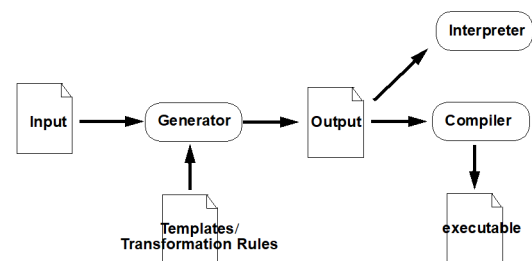 Interpreter
Input
Generator
Output
Compiler
Templates/
Transformation Rules
executable